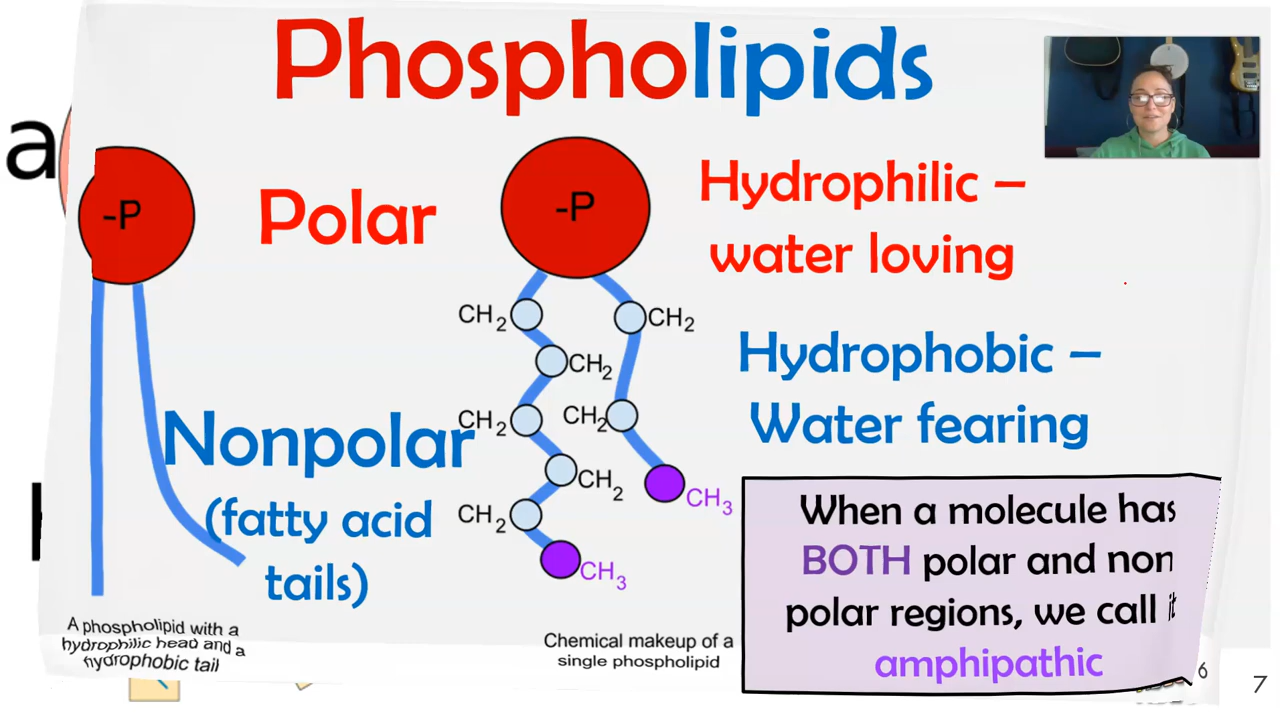 Phospholipids
a
-P
Polar
-P
Hydrophilic –
water loving
CH2
CH2
CH2
Hydrophobic –
Water fearing
Nonpolar
CH2
CH2
(fatty acid
tails)
CH2
CH2
CH3
CH3
When a molecule has
BOTH polar and non
polar regions, we call it
amphipathic
A phospholipid with a
hydrophilic head and a
hydrophobic tail
Chemical makeup of a
single phospholipid
6
7